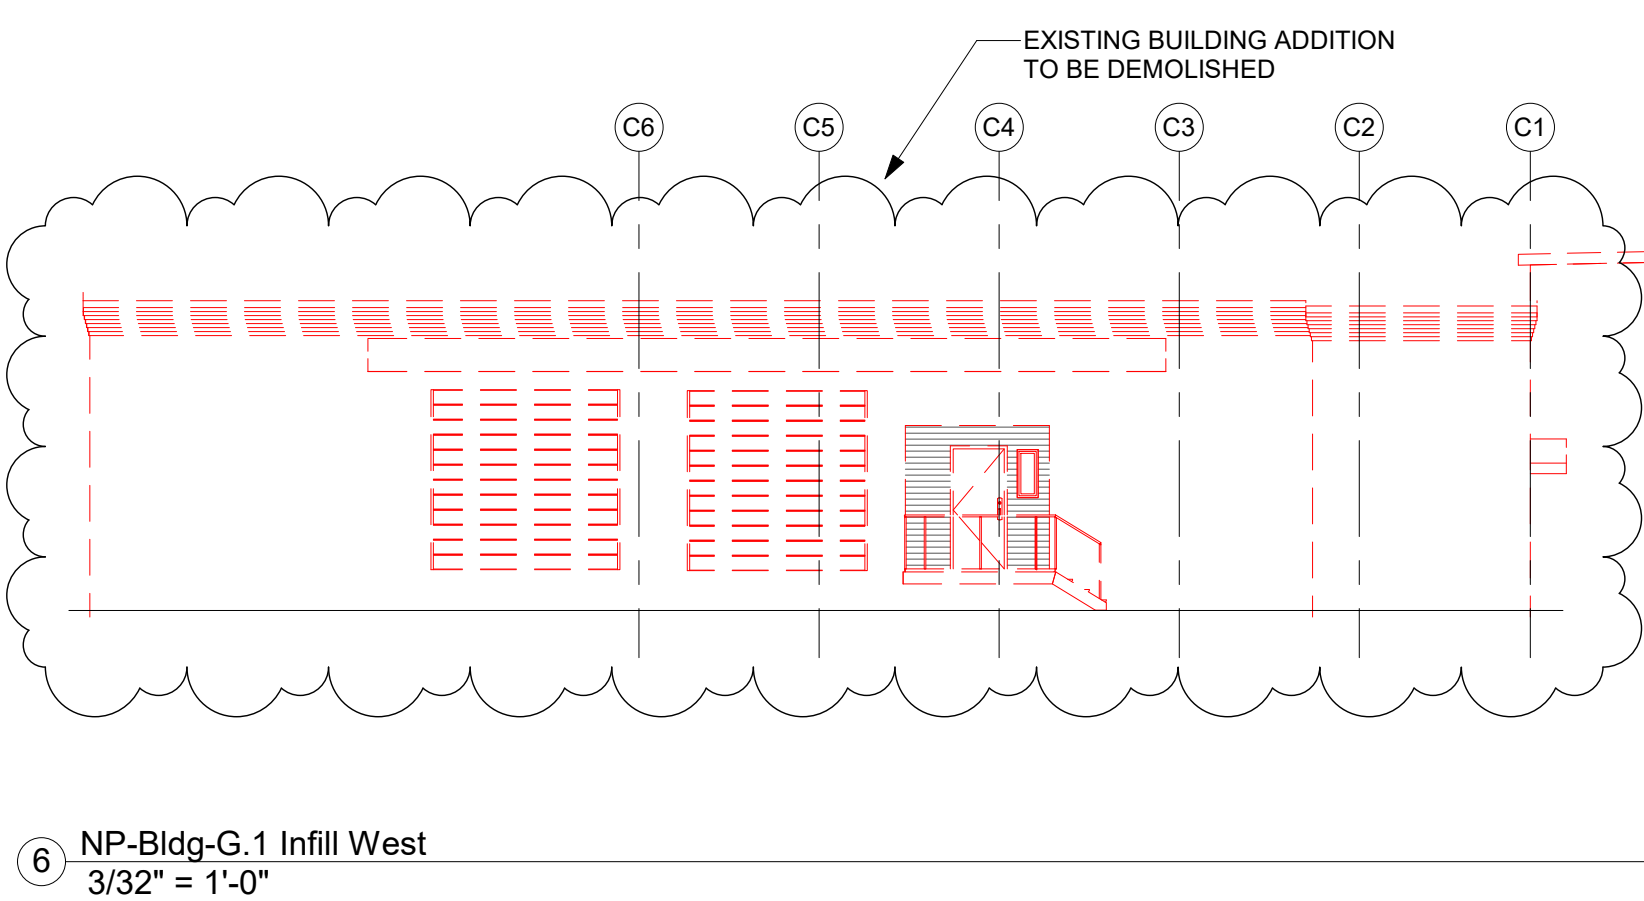 EXISTING BUILDING ADDITION
TO BE DEMOLISHED
C6 C5 C4 C3 C2 C1
6 NP-Bldg-G.1 Infill West
3/32" = 1'-0"